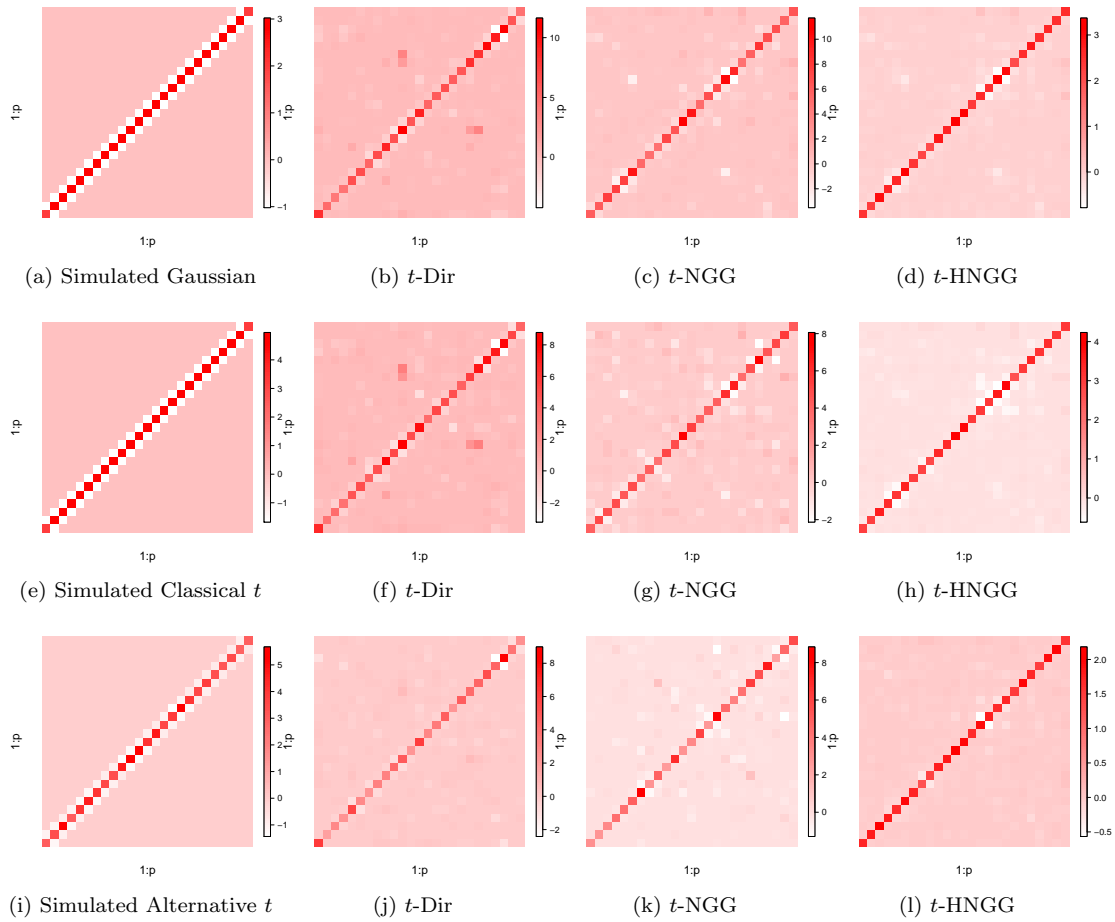 3
2
1
0
−1
1:p
1:p
(a) Simulated Gaussian
10
5
0
1:p
1:p
(b) t-Dir
10
8
6
4
2
0
−2
1:p
1:p
(c) t-NGG
3
2
1
0
1:p
1:p
(d) t-HNGG
4
3
2
1
0
−1
1:p
1:p
(e) Simulated Classical t
8
6
4
2
0
−2
1:p
1:p
(f) t-Dir
8
6
4
2
0
−2
1:p
1:p
(g) t-NGG
4
3
2
1
0
1:p
1:p
(h) t-HNGG
5
4
3
2
1
0
−1
1:p
1:p
(i) Simulated Alternative t
8
6
4
2
0
−2
1:p
1:p
(j) t-Dir
8
6
4
2
0
1:p
1:p
(k) t-NGG
2.0
1.5
1.0
0.5
0.0
−0.5
1:p
1:p
(l) t-HNGG